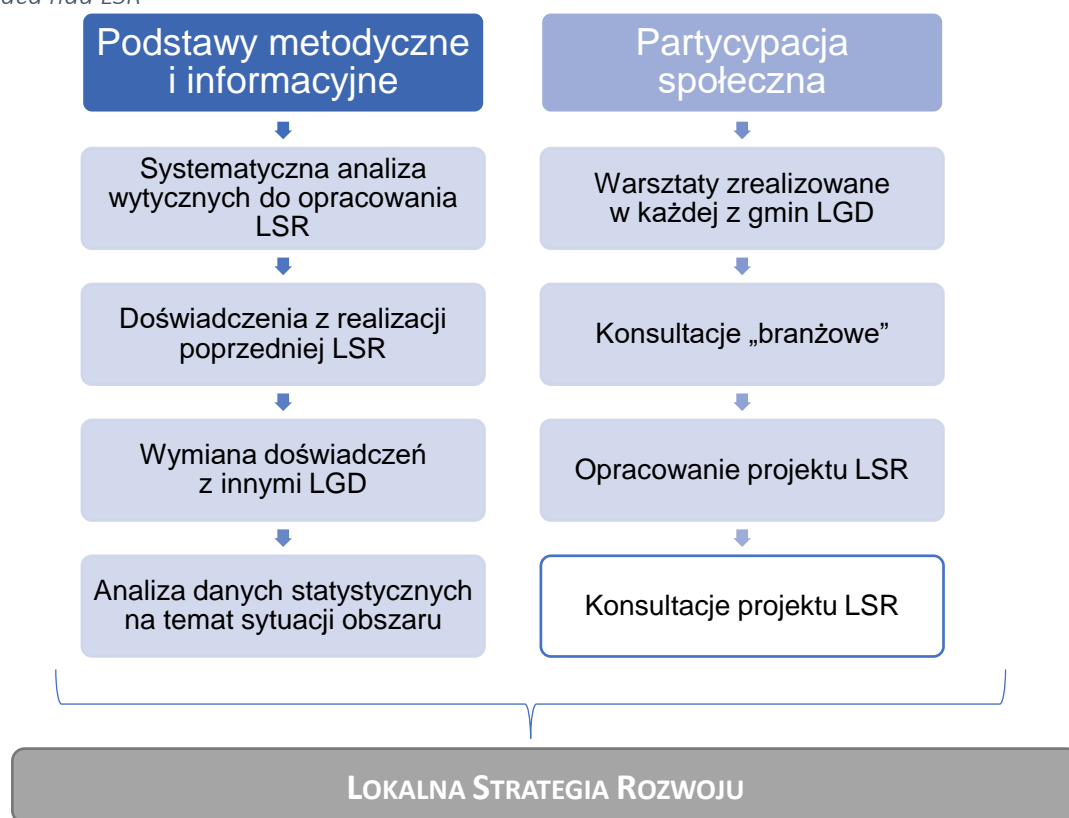 nad LSR
Podstawy metodyczne
i informacyjne
Systematyczna analiza
wytycznych do opracowania
LSR
Doświadczenia z realizacji
poprzedniej LSR
Wymiana doświadczeń
z innymi LGD
Analiza danych statystycznych
na temat sytuacji obszaru
Partycypacja
społeczna
Warsztaty zrealizowane
w każdej z gmin LGD
Konsultacje „branżowe”
Opracowanie projektu LSR
Konsultacje projektu LSR
LOKALNA STRATEGIA ROZWOJU